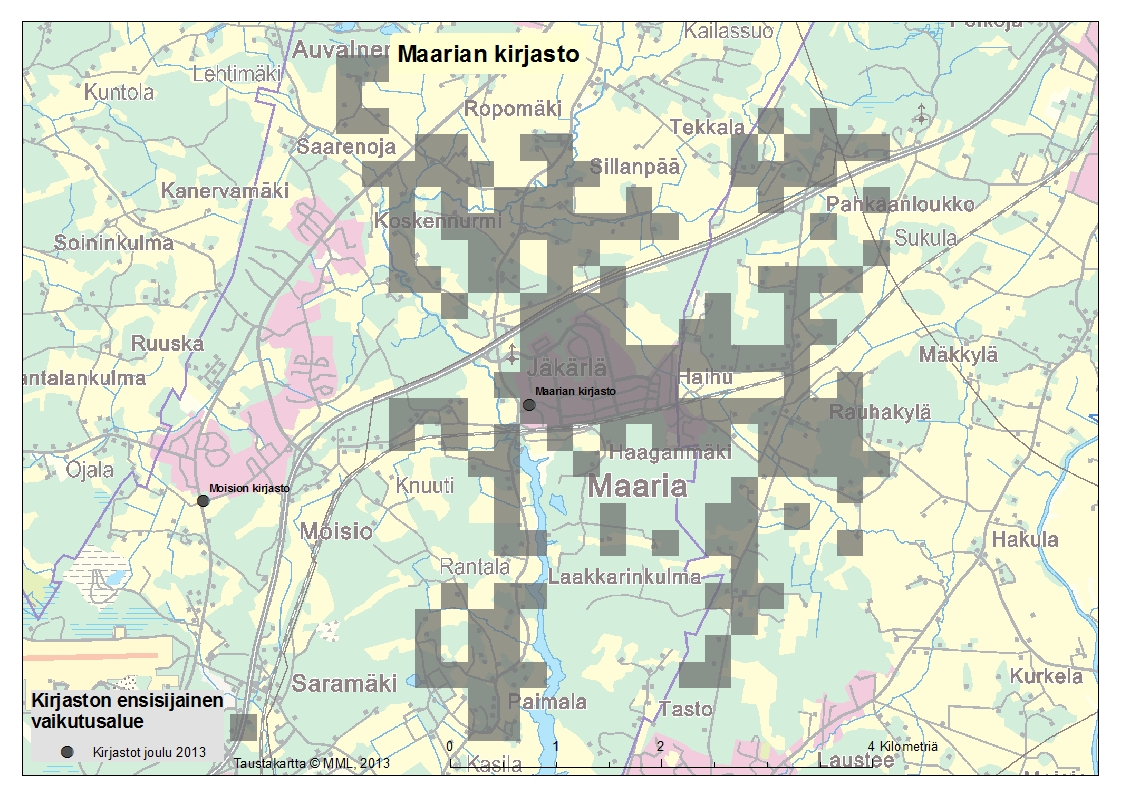 Maarian kirjasto
Kailassuo
Lehtimäki
Kuntola
Ropomäki
Saarenoja
Tekkala
Sillanpää
Kanervamäki
Koskennurmi
Pahkaanloukko
Soininkulma
Sukula
Ruuska
Mäkkylä
Jäkärlä
Haihu
antalankulma
Maarian kirjasto
Rauhakylä
Ojala
Haaganmäki
Knuuti
Maaria
Moision kirjasto
Moisio
Hakula
Rantala
Laakkarinkulma
Saramäki
Kurkela
Paimala
Tasto
Kirjaston ensisijainen
vaikutusalue
Kirjastot joulu 2013
0 1 2 4 Kilometriä
Taustakartta © MML, 2013
Kasila
Laustee